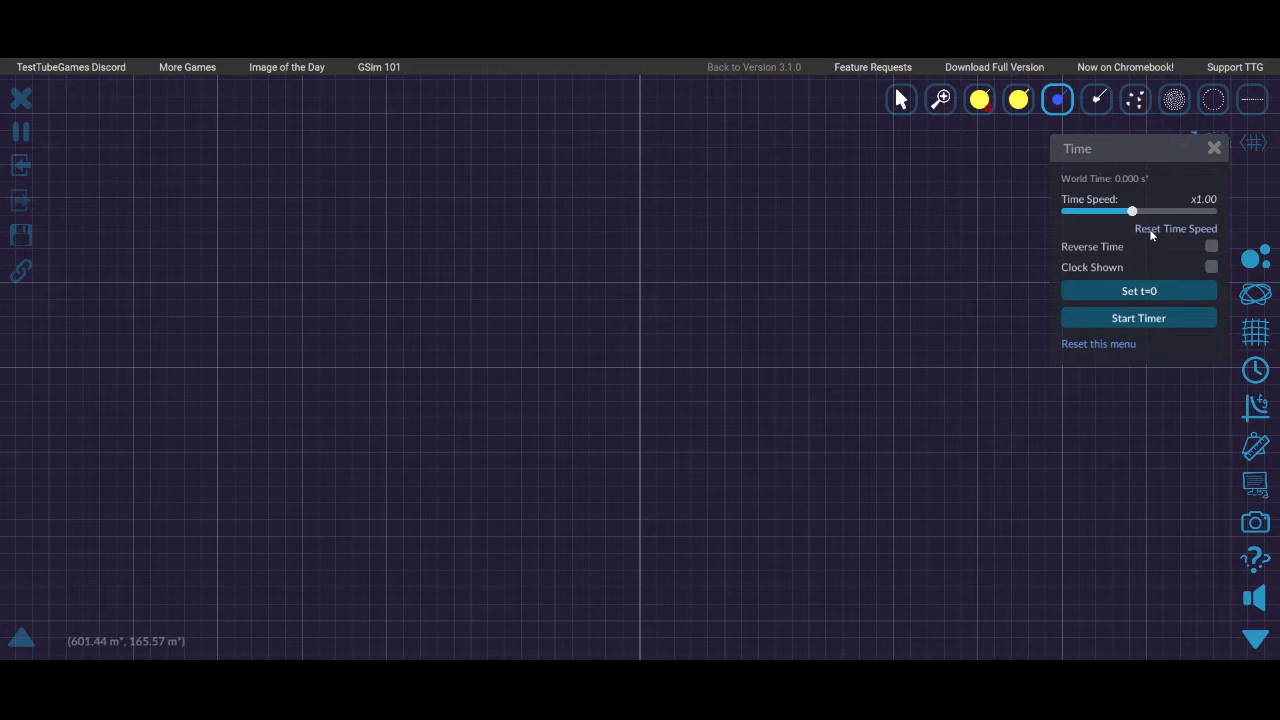 TestTubeGames Discord More Games Image of the Day GSim 101 Back to Version 3.1.0 Feature Requests Download Full Version Now on Chromebook! Support TTG
Time
World Time: 0.000 s*
Time Speed: x1.00
Reset Time Speed
Reverse Time
Clock Shown
Set t=0
Start Timer
Reset this menu
(601.44 m*, 165.57 m*)